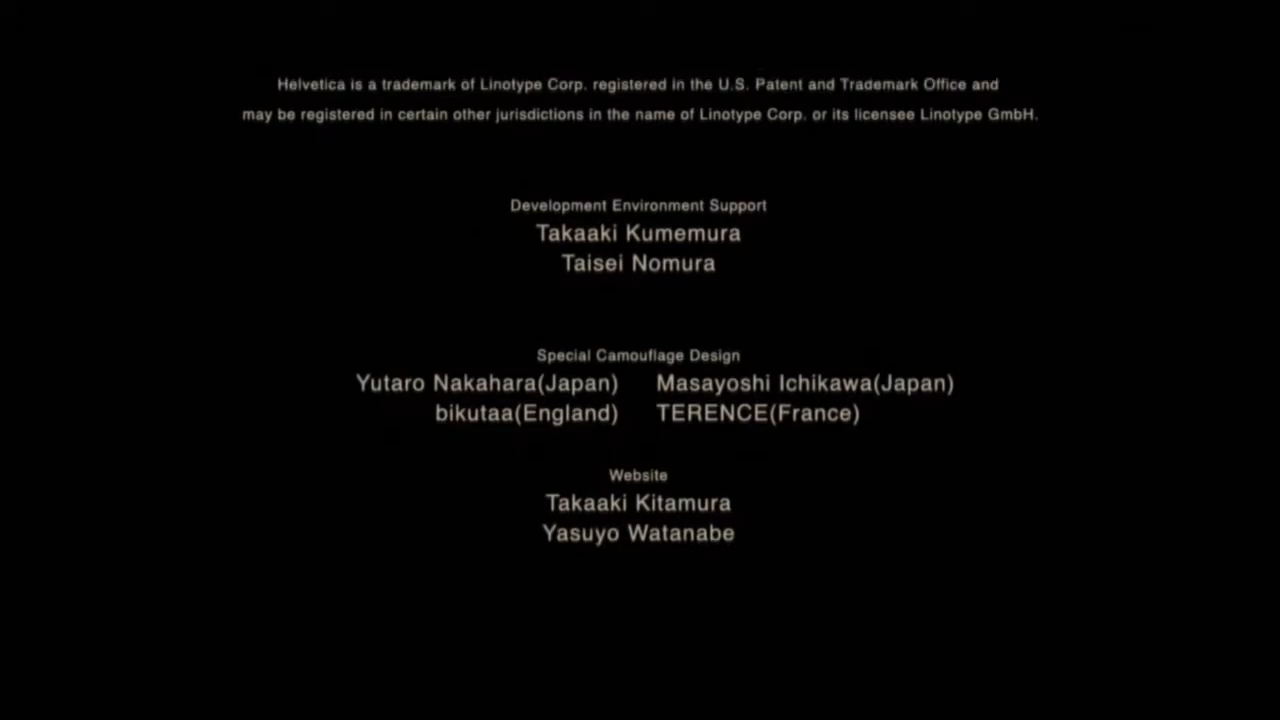 Helvetica is a trademark of Linotype Corp. registered in the U.S. Patent and Trademark Office and
may be registered in certain other jurisdictions in the name of Linotype Corp. or its licensee Linotype GmbH.
Development Environment Support
Takaaki Kumemura
Taisei Nomura
Special Camouflage Design
Yutaro Nakahara(Japan) Masayoshi Ichikawa(Japan)
bikutaa(England) TERENCE(France)
Website
Takaaki Kitamura
Yasuyo Watanabe